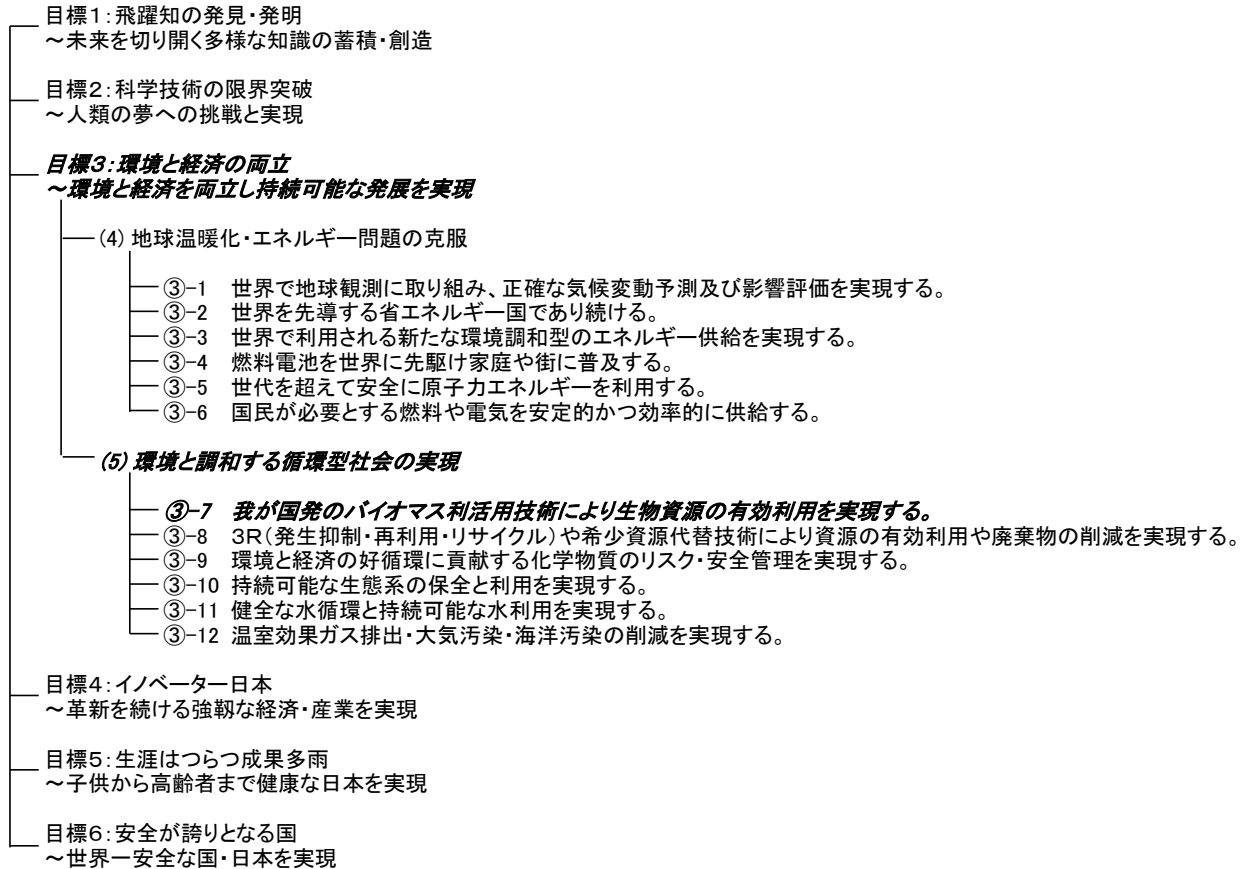 目標1:飛躍知の発見・発明
~未来を切り開く多様な知識の蓄積・創造
目標2:科学技術の限界突破
~人類の夢への挑戦と実現
目標3:環境と経済の両立
~環境と経済を両立し持続可能な発展を実現
(4) 地球温暖化・エネルギー問題の克服
③-1 世界で地球観測に取り組み、正確な気候変動予測及び影響評価を実現する。
③-2 世界を先導する省エネルギー国であり続ける。
③-3 世界で利用される新たな環境調和型のエネルギー供給を実現する。
③-4 燃料電池を世界に先駆け家庭や街に普及する。
③-5 世代を超えて安全に原子力エネルギーを利用する。
③-6 国民が必要とする燃料や電気を安定的かつ効率的に供給する。
(5) 環境と調和する循環型社会の実現
③-7 我が国発のバイオマス利活用技術により生物資源の有効利用を実現する。
③-8 3R(発生抑制・再利用・リサイクル)や希少資源代替技術により資源の有効利用や廃棄物の削減を実現する。
③-9 環境と経済の好循環に貢献する化学物質のリスク・安全管理を実現する。
③-10 持続可能な生態系の保全と利用を実現する。
③-11 健全な水循環と持続可能な水利用を実現する。
③-12 温室効果ガス排出・大気汚染・海洋汚染の削減を実現する。
目標4:イノベーター日本
~革新を続ける強靱な経済・産業を実現
目標5:生涯はつらつ成果多雨
~子供から高齢者まで健康な日本を実現
目標6:安全が誇りとなる国
~世界一安全な国・日本を実現